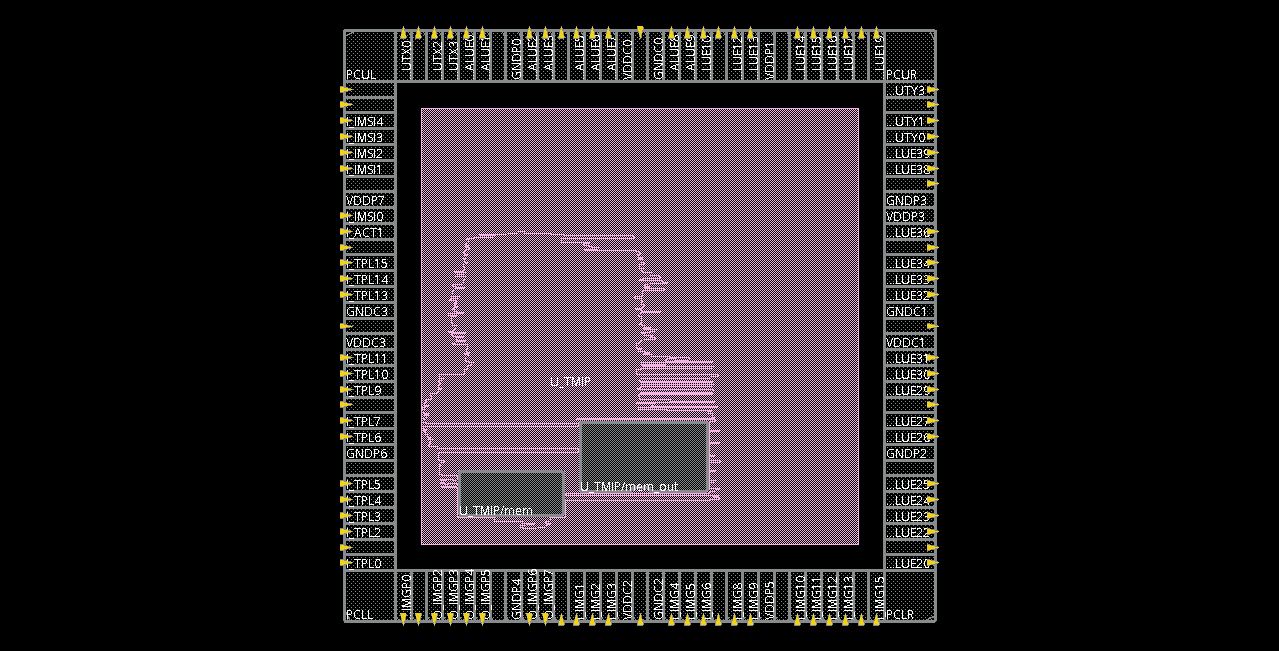 UTX0
UTX2
UTX3
ALUE0
ALUE1
GNDP0
ALUE2
ALUE3
ALUE5
ALUE6
ALUE7
VDDC0
GNDC0
ALUE8
ALUE9
LUE10
LUE12
LUE13
VDDP1
LUE14
LUE15
LUE16
LUE17
LUE19
PCUL
PCUR
IMSI4
IMSI3
IMSI2
IMSI1
VDDP7
IMSI0
_ACT1
TPL15
TPL14
TPL13
GNDC3
VDDC3
TPL11
TPL10
TPL9
TPL7
TPL6
GNDP6
TPL5
TPL4
TPL3
TPL2
TPL0
...UTY3
...UTY1
...UTY0
...LUE39
...LUE38
GNDP3
VDDP3
...LUE36
...LUE34
...LUE33
...LUE32
GNDC1
VDDC1
...LUE31
...LUE30
...LUE29
...LUE27
...LUE26
GNDP2
...LUE25
...LUE24
...LUE23
...LUE22
...LUE20
U_TMIP
U_TMIP/mem_out
U_TMIP/mem
PCLL
PCLR
IMGP0
IMGP2
IMGP3
IMGP4
IMGP5
GNDP4
IMGP6
IMGP7
IMG1
IMG2
IMG3
VDDC2
GNDC2
IMG4
IMG5
IMG6
IMG8
IMG9
VDDP5
IMG10
IMG11
IMG12
IMG13
IMG15